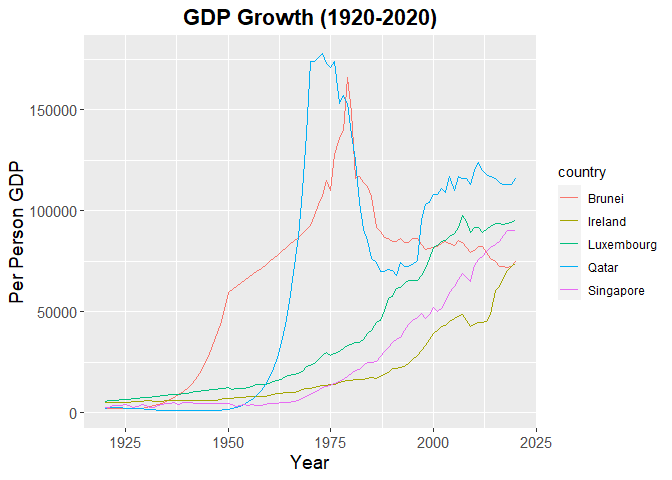 GDP Growth (1920-2020)
Per Person GDP
150000
100000
50000
0
1925
1950
1975
2000
2025
Year
country
Brunei
Ireland
Luxembourg
Qatar
Singapore